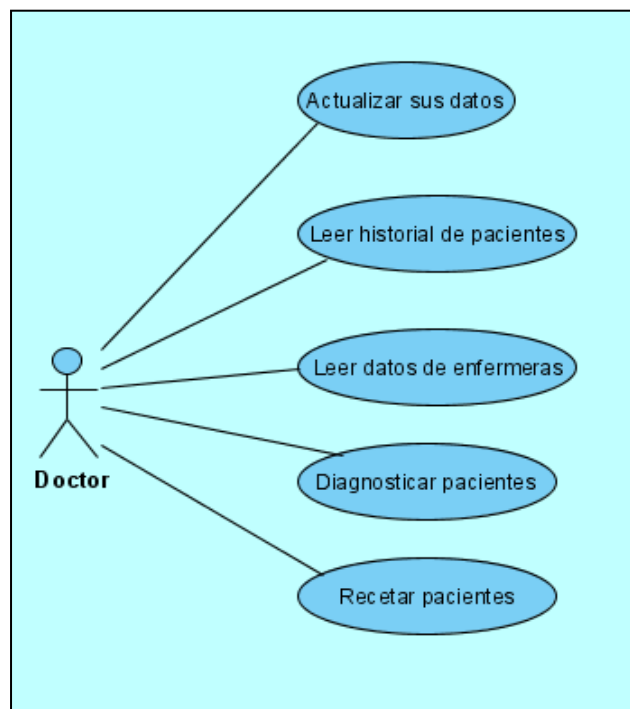 Actualizar sus datos
Leer historial de pacientes
Leer datos de enfermeras
Diagnosticar pacientes
Doctor
Recetar pacientes